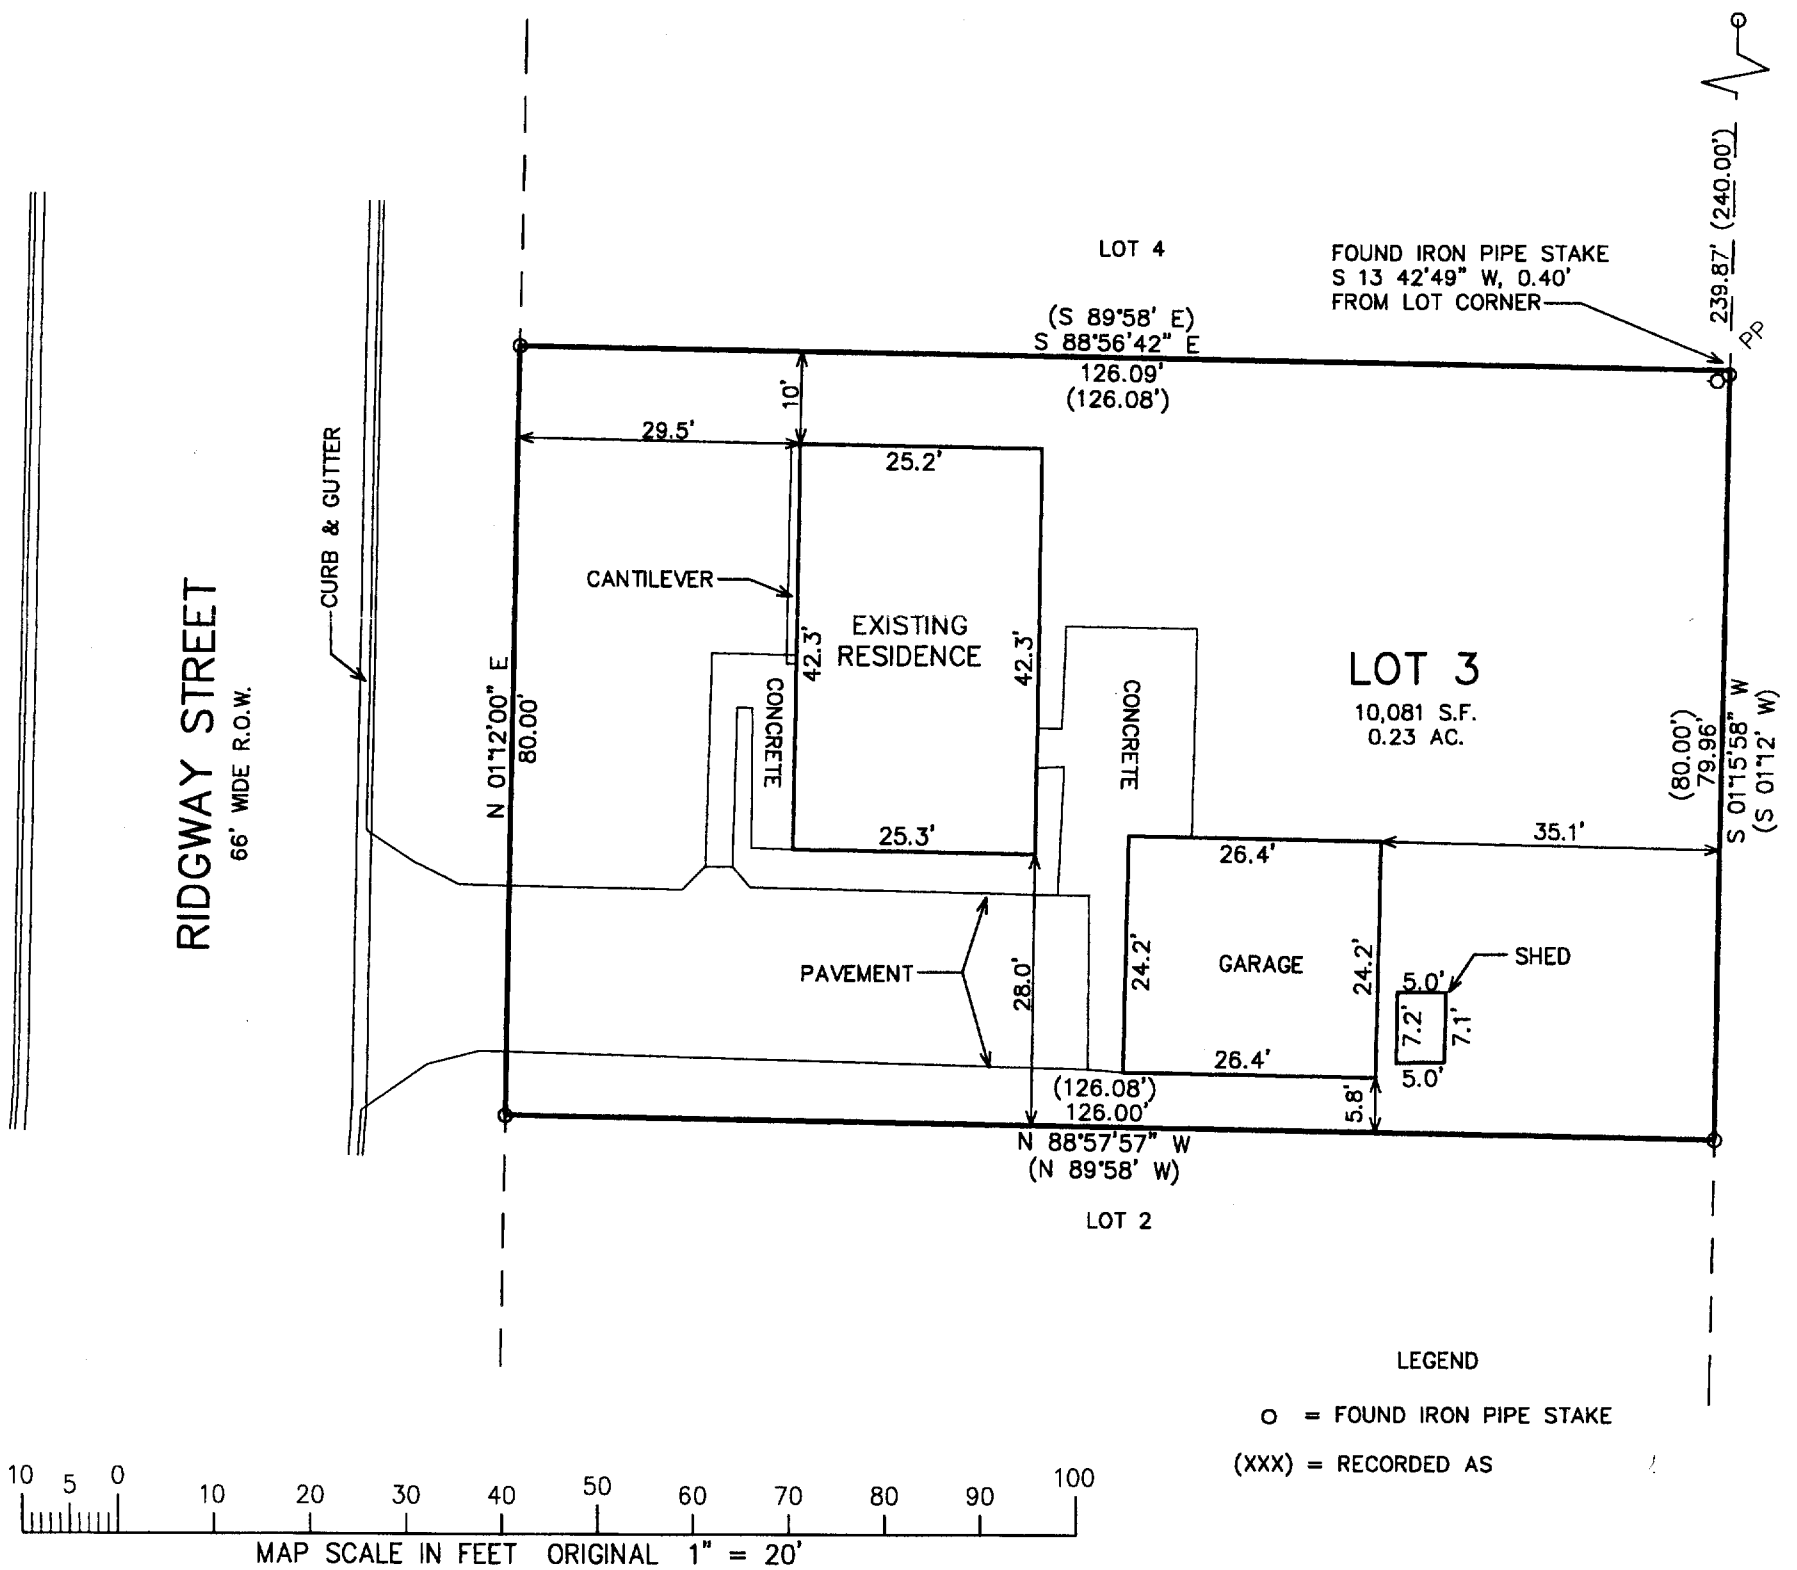 239.87' (240.00')
PP
LOT 4
FOUND IRON PIPE STAKE
S 13 42'49" W, 0.40'
FROM LOT CORNER
(S 89°58' E)
S 88°56'42" E
126.09'
(126.08')
10'
29.5'
25.2'
CURB & GUTTER
CANTILEVER
EXISTING
RESIDENCE
42.3'
42.3'
RIDGWAY STREET
66' WIDE R.O.W.
N 01°12'00" E
80.00'
CONCRETE
CONCRETE
LOT 3
10,081 S.F.
0.23 AC.
(80.00')
79.96'
S 01°15'58" W
(S 01°12' W)
25.3'
26.4'
35.1'
PAVEMENT
28.0'
24.2'
GARAGE
24.2'
SHED
5.0'
7.2'
7.1'
5.0'
26.4'
5.8'
(126.08')
126.00'
N 88°57'57" W
(N 89°58' W)
LOT 2
LEGEND
O = FOUND IRON PIPE STAKE
(XXX) = RECORDED AS
10 5 0 10 20 30 40 50 60 70 80 90 100
MAP SCALE IN FEET ORIGINAL 1" = 20'